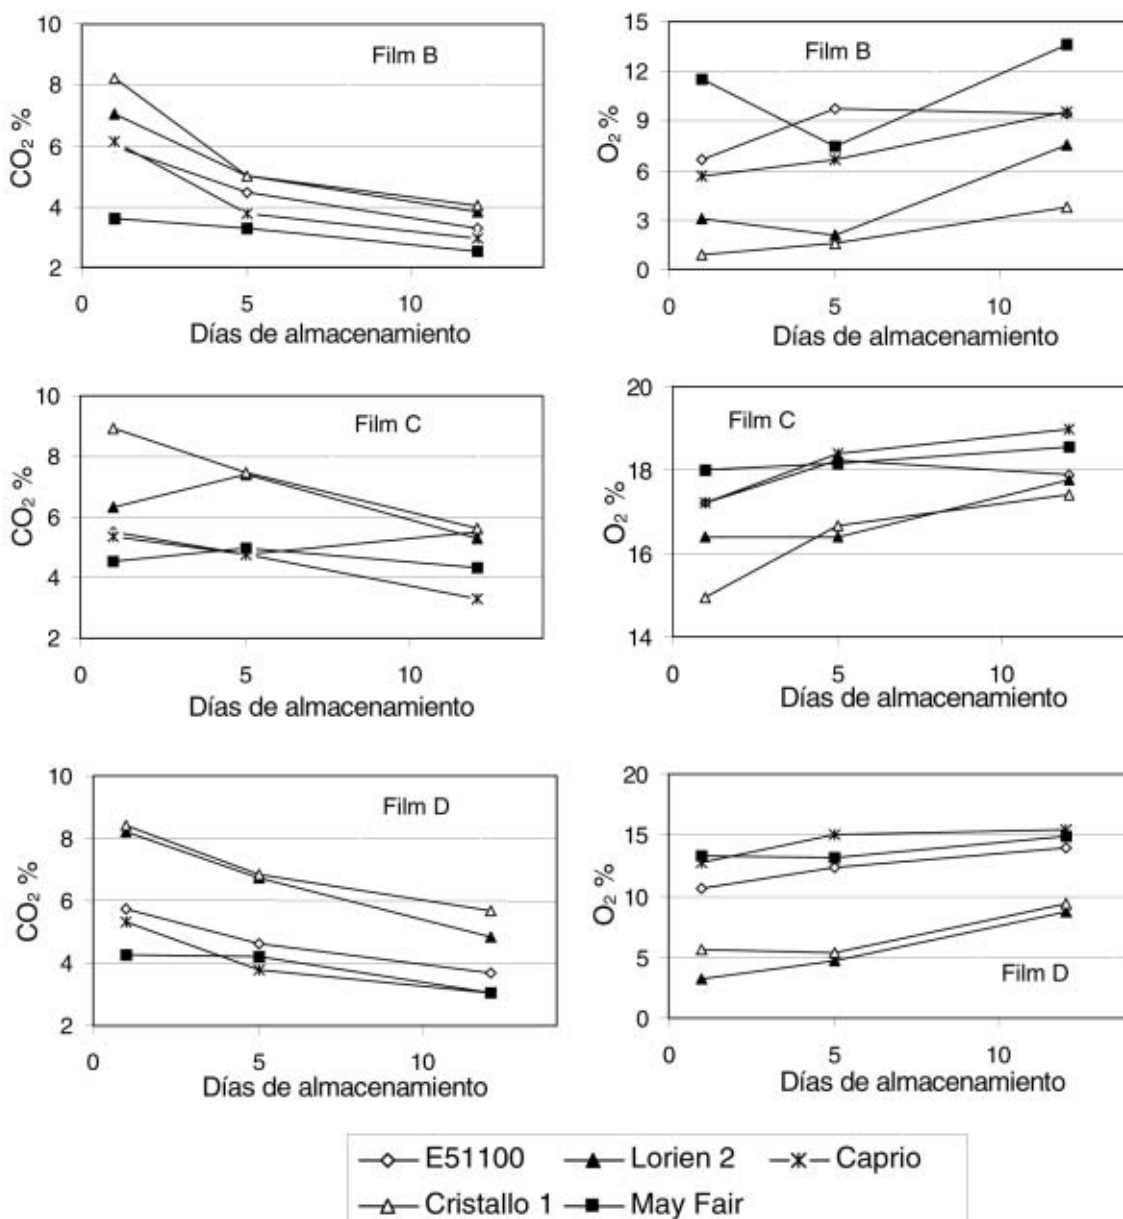 10
8
6
4
2
0
5
10
CO₂ %
Film B
Días de almacenamiento
15
12
9
6
3
0
0
5
10
O₂ %
Film B
Días de almacenamiento
10
8
6
4
2
0
5
10
CO₂ %
Film C
Días de almacenamiento
20
18
16
14
0
5
10
O₂ %
Film C
Días de almacenamiento
10
8
6
4
2
0
5
10
CO₂ %
Film D
Días de almacenamiento
20
15
10
5
0
0
5
10
O₂ %
Film D
Días de almacenamiento
E51100
Lorien 2
Caprio
Cristallo 1
May Fair